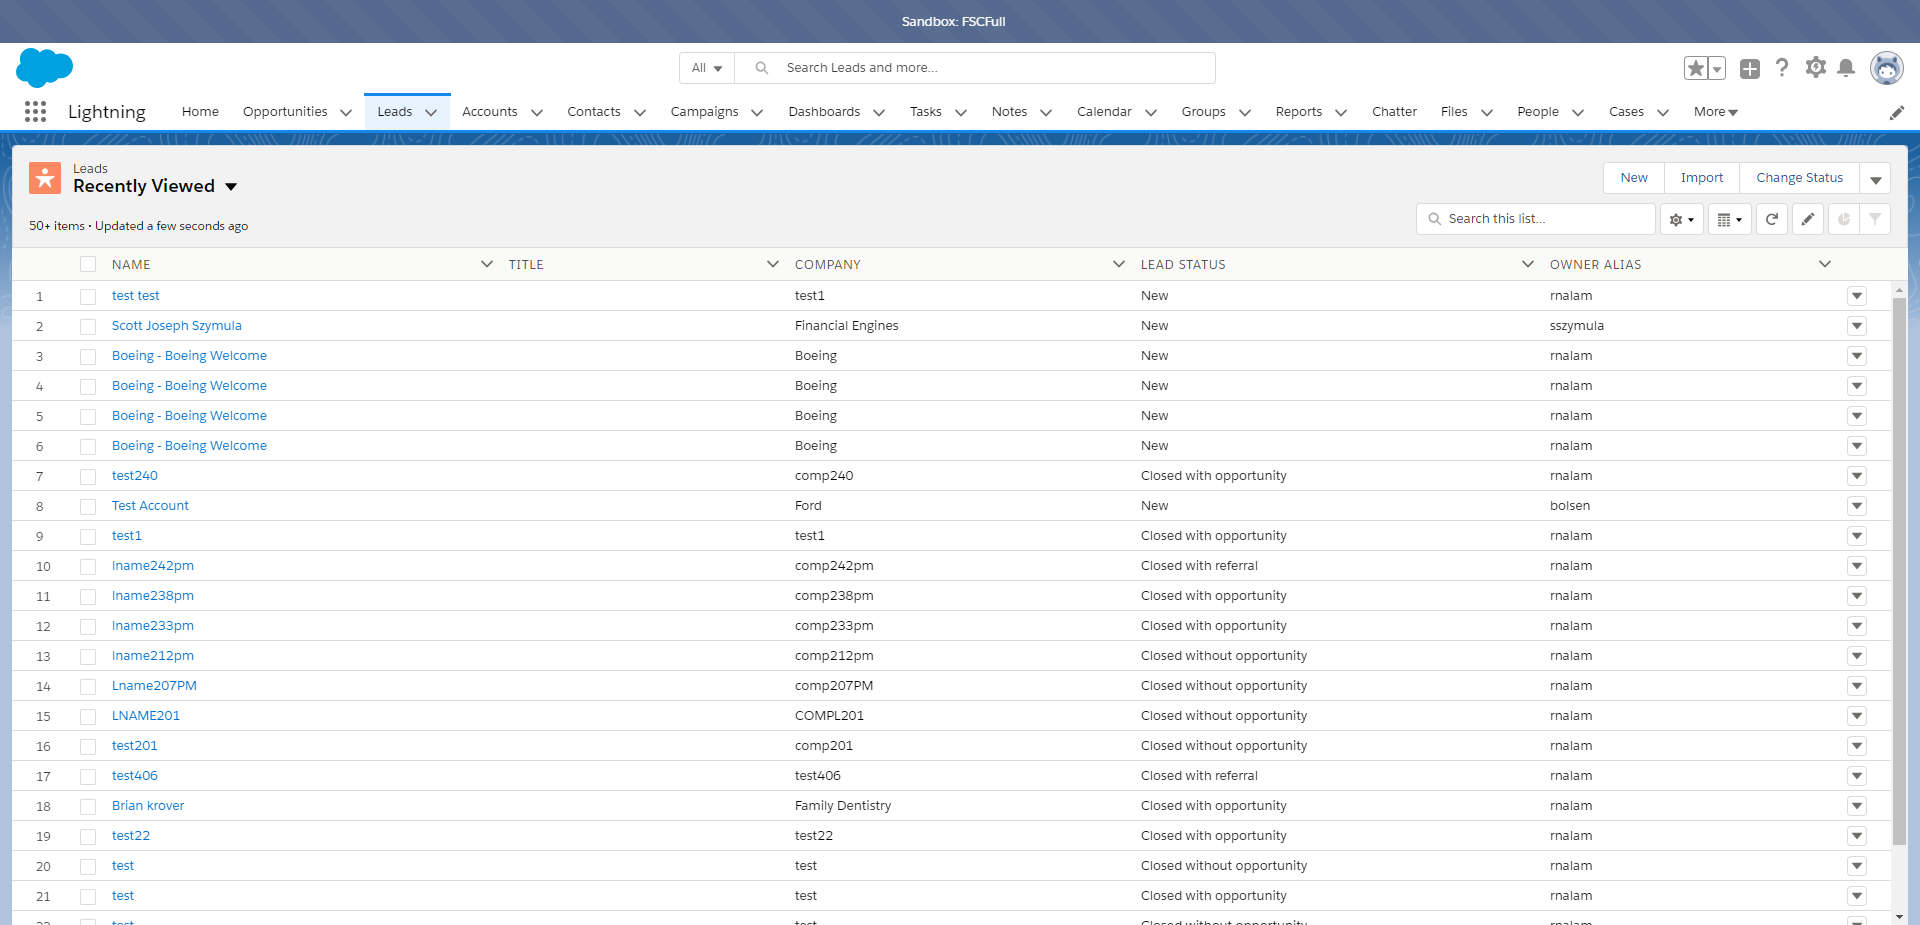 Sandbox: FSCFull
All Search Leads and more...
Lightning Home Opportunities Leads Accounts Contacts Campaigns Dashboards Tasks Notes Calendar Groups Reports Chatter Files People Cases More
Leads
Recently Viewed
New Import Change Status
50+ items • Updated a few seconds ago
Search this list...
NAME TITLE COMPANY LEAD STATUS OWNER ALIAS
1 test test test1 New rnalam
2 Scott Joseph Szymula Financial Engines New sszymula
3 Boeing - Boeing Welcome Boeing New rnalam
4 Boeing - Boeing Welcome Boeing New rnalam
5 Boeing - Boeing Welcome Boeing New rnalam
6 Boeing - Boeing Welcome Boeing New rnalam
7 test240 comp240 Closed with opportunity rnalam
8 Test Account Ford New bolsen
9 test1 test1 Closed with opportunity rnalam
10 lname242pm comp242pm Closed with referral rnalam
11 lname238pm comp238pm Closed with opportunity rnalam
12 lname233pm comp233pm Closed with opportunity rnalam
13 lname212pm comp212pm Closed without opportunity rnalam
14 Lname207PM comp207PM Closed without opportunity rnalam
15 LNAME201 COMPL201 Closed without opportunity rnalam
16 test201 comp201 Closed without opportunity rnalam
17 test406 test406 Closed with referral rnalam
18 Brian krover Family Dentistry Closed with opportunity rnalam
19 test22 test22 Closed with opportunity rnalam
20 test test Closed without opportunity rnalam
21 test test Closed with opportunity rnalam